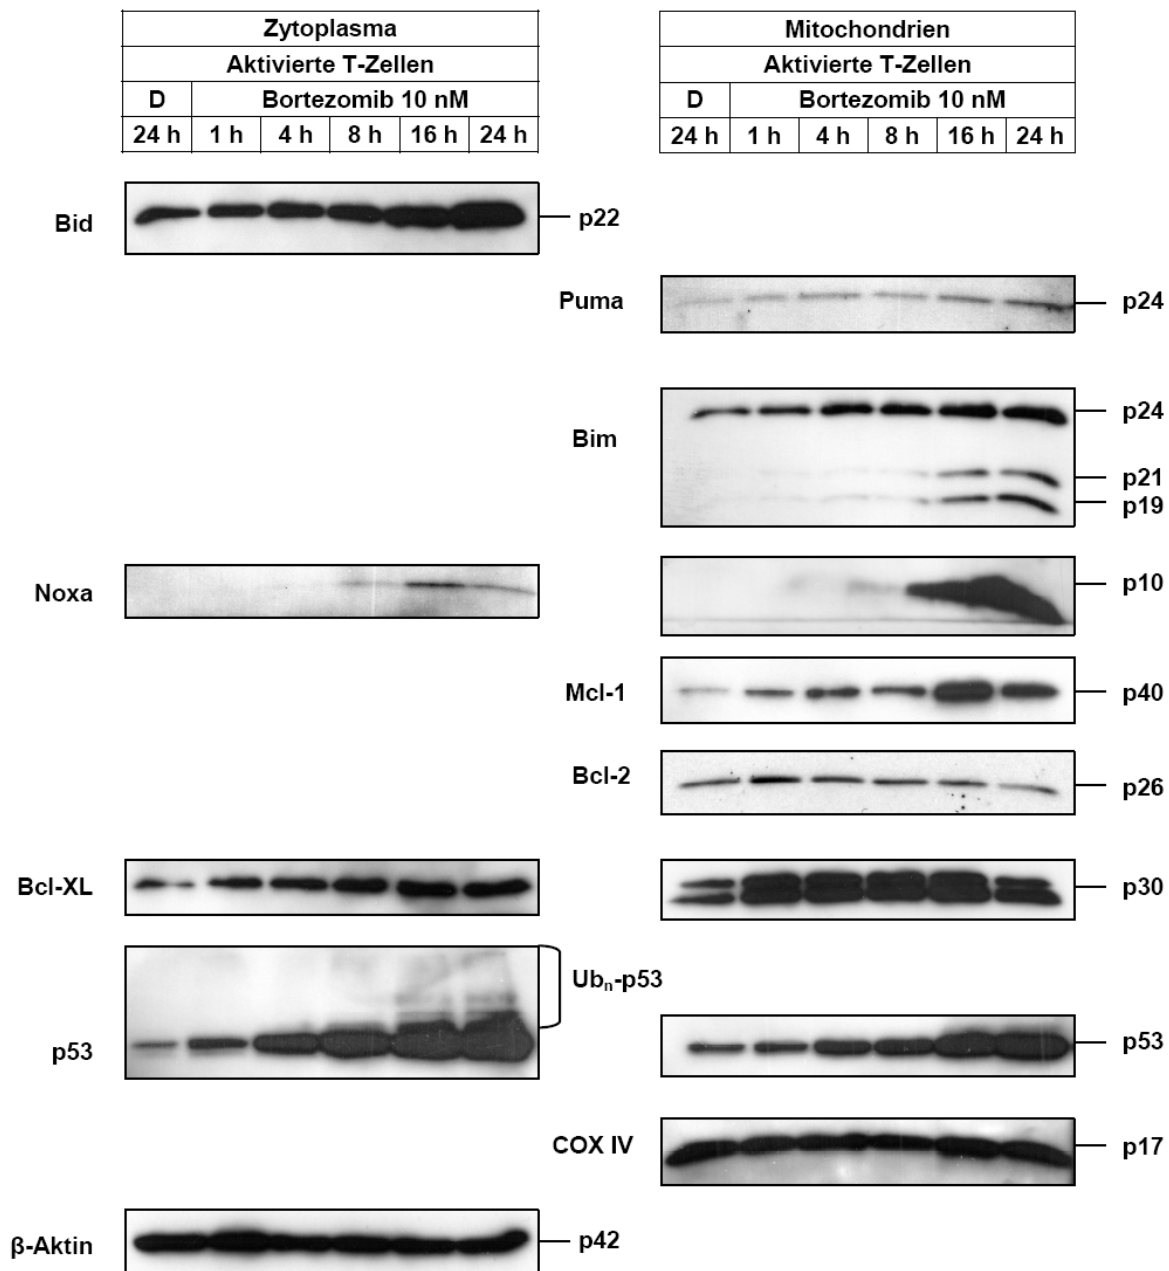 Zytoplasma
Aktivierte T-Zellen
D Bortezomib 10 nM
24 h 1 h 4 h 8 h 16 h 24 h
Mitochondrien
Aktivierte T-Zellen
D Bortezomib 10 nM
24 h 1 h 4 h 8 h 16 h 24 h
Bid p22
Puma p24
Bim p24
p21
p19
Noxa p10
Mcl-1 p40
Bcl-2 p26
Bcl-XL p30
Ubn-p53
p53 p53
COX IV p17
β-Aktin p42